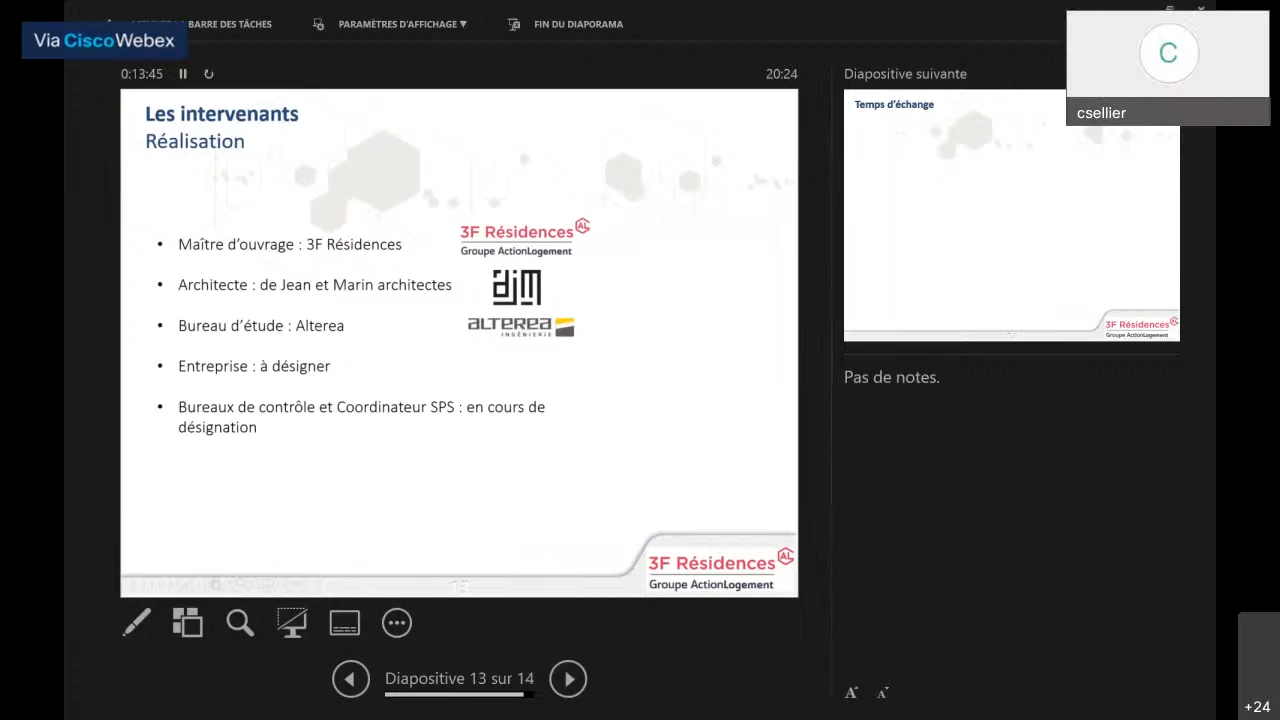 BARRE DES TÂCHES
PARAMÈTRES D'AFFICHAGE ▼
FIN DU DIAPORAMA
Via CiscoWebex
0:13:45
20:24
Diapositive suivante
C
csellier
Les intervenants
Réalisation
• Maître d'ouvrage : 3F Résidences
3F Résidences AL
Groupe ActionLogement
• Architecte : de Jean et Marin architectes
djm
• Bureau d'étude : Alterea
alterea
INGÉNIERIE
• Entreprise : à désigner
• Bureaux de contrôle et Coordinateur SPS : en cours de
désignation
3F Résidences AL
Groupe ActionLogement
Temps d'échange
3F Résidences
Groupe ActionLogement
Pas de notes.
Diapositive 13 sur 14
A
A
+24